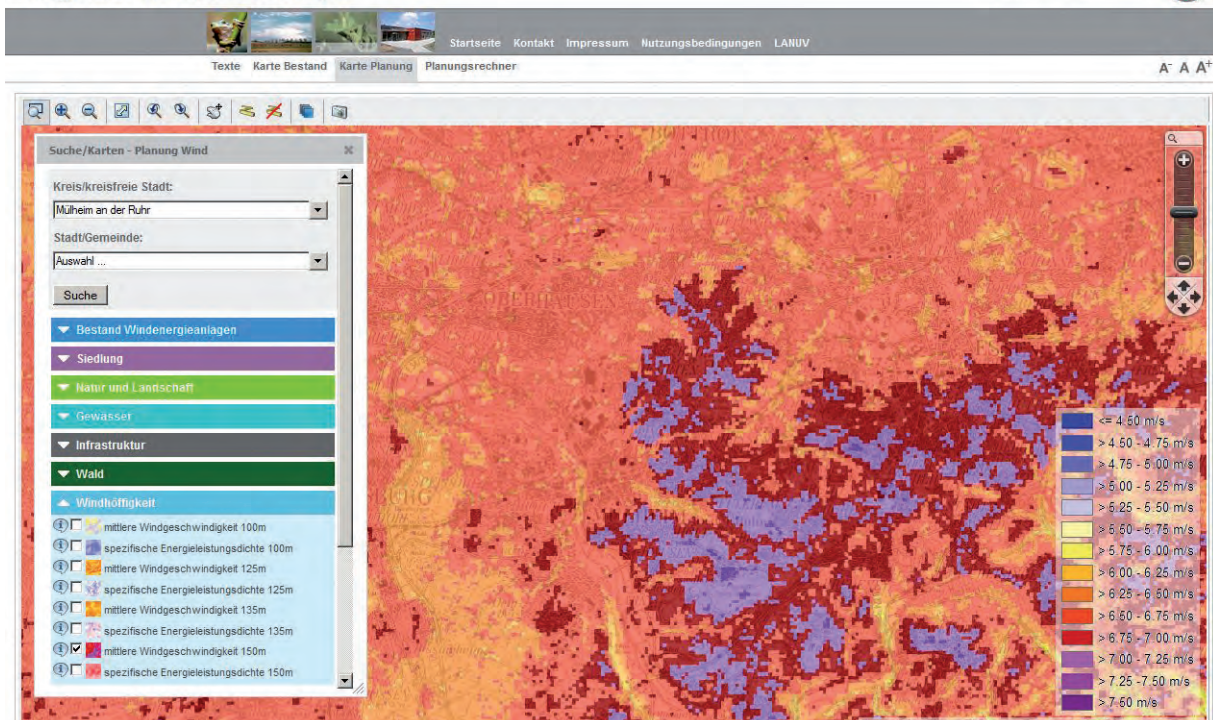 Startseite Kontakt Impressum Nutzungsbedingungen LANUV
Texte Karte Bestand Karte Planung Planungsrechner
A- A A+
Suche/Karten - Planung Wind
Kreis/kreisfreie Stadt:
Mülheim an der Ruhr
Stadt/Gemeinde:
Auswahl ...
Suche
Bestand Windenergieanlagen
Siedlung
Natur und Landschaft
Gewässer
Infrastruktur
Wald
Windhöffigkeit
mittlere Windgeschwindigkeit 100m
spezifische Energieleistungsdichte 100m
mittlere Windgeschwindigkeit 125m
spezifische Energieleistungsdichte 125m
mittlere Windgeschwindigkeit 135m
spezifische Energieleistungsdichte 135m
mittlere Windgeschwindigkeit 150m
spezifische Energieleistungsdichte 150m
BOTTROP
OBERHAUSEN
<= 4.50 m/s
> 4.50 - 4.75 m/s
> 4.75 - 5.00 m/s
> 5.00 - 5.25 m/s
> 5.25 - 5.50 m/s
> 5.50 - 5.75 m/s
> 5.75 - 6.00 m/s
> 6.00 - 6.25 m/s
> 6.25 - 6.50 m/s
> 6.50 - 6.75 m/s
> 6.75 - 7.00 m/s
> 7.00 - 7.25 m/s
> 7.25 -7.50 m/s
> 7.50 m/s